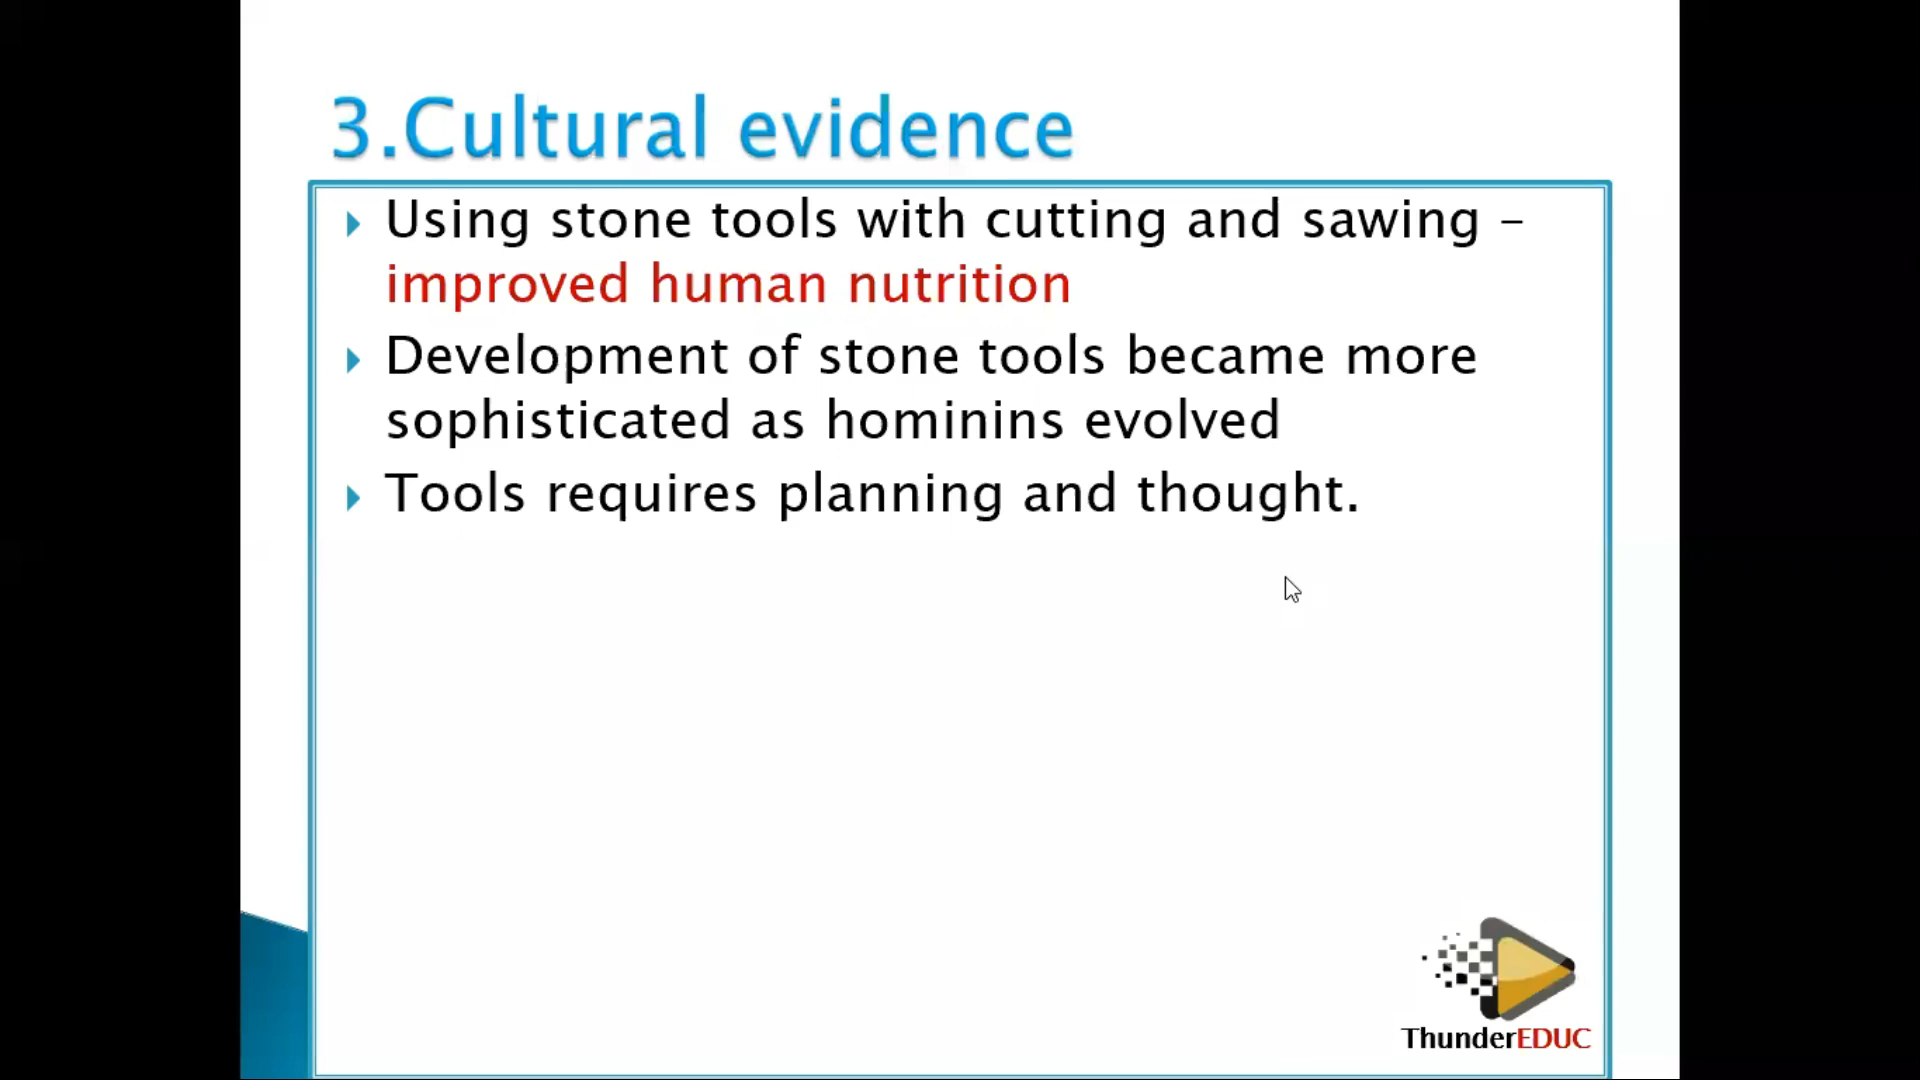 3.Cultural evidence
Using stone tools with cutting and sawing –
improved human nutrition
Development of stone tools became more
sophisticated as hominins evolved
Tools requires planning and thought.
ThunderEDUC